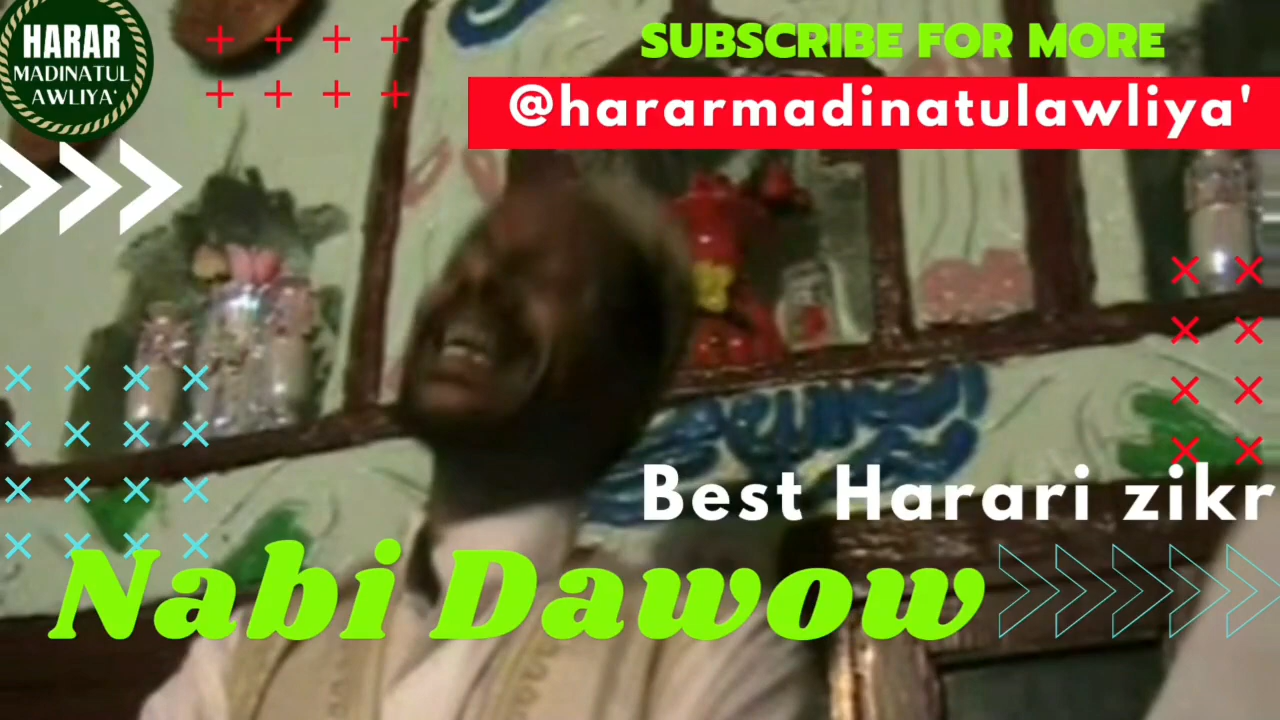 HARAR
MADINATUL
AWLIYA'
SUBSCRIBE FOR MORE
@hararmadinatulawliya'
Best Harari zikr
Nabi Dawow